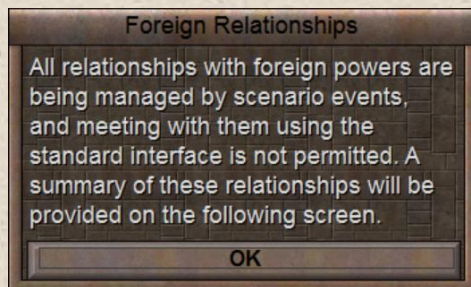 Foreign Relationships
All relationships with foreign powers are
being managed by scenario events,
and meeting with them using the
standard interface is not permitted. A
summary of these relationships will be
provided on the following screen.
OK